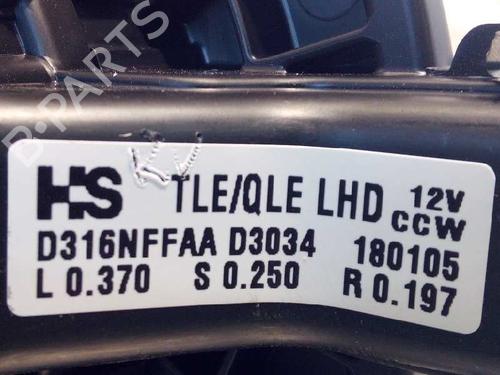 B-PARTS
HS TLE/QLE LHD 12V CCW
D316NFFAA D3034 180105
L 0.370 S 0.250 R 0.197